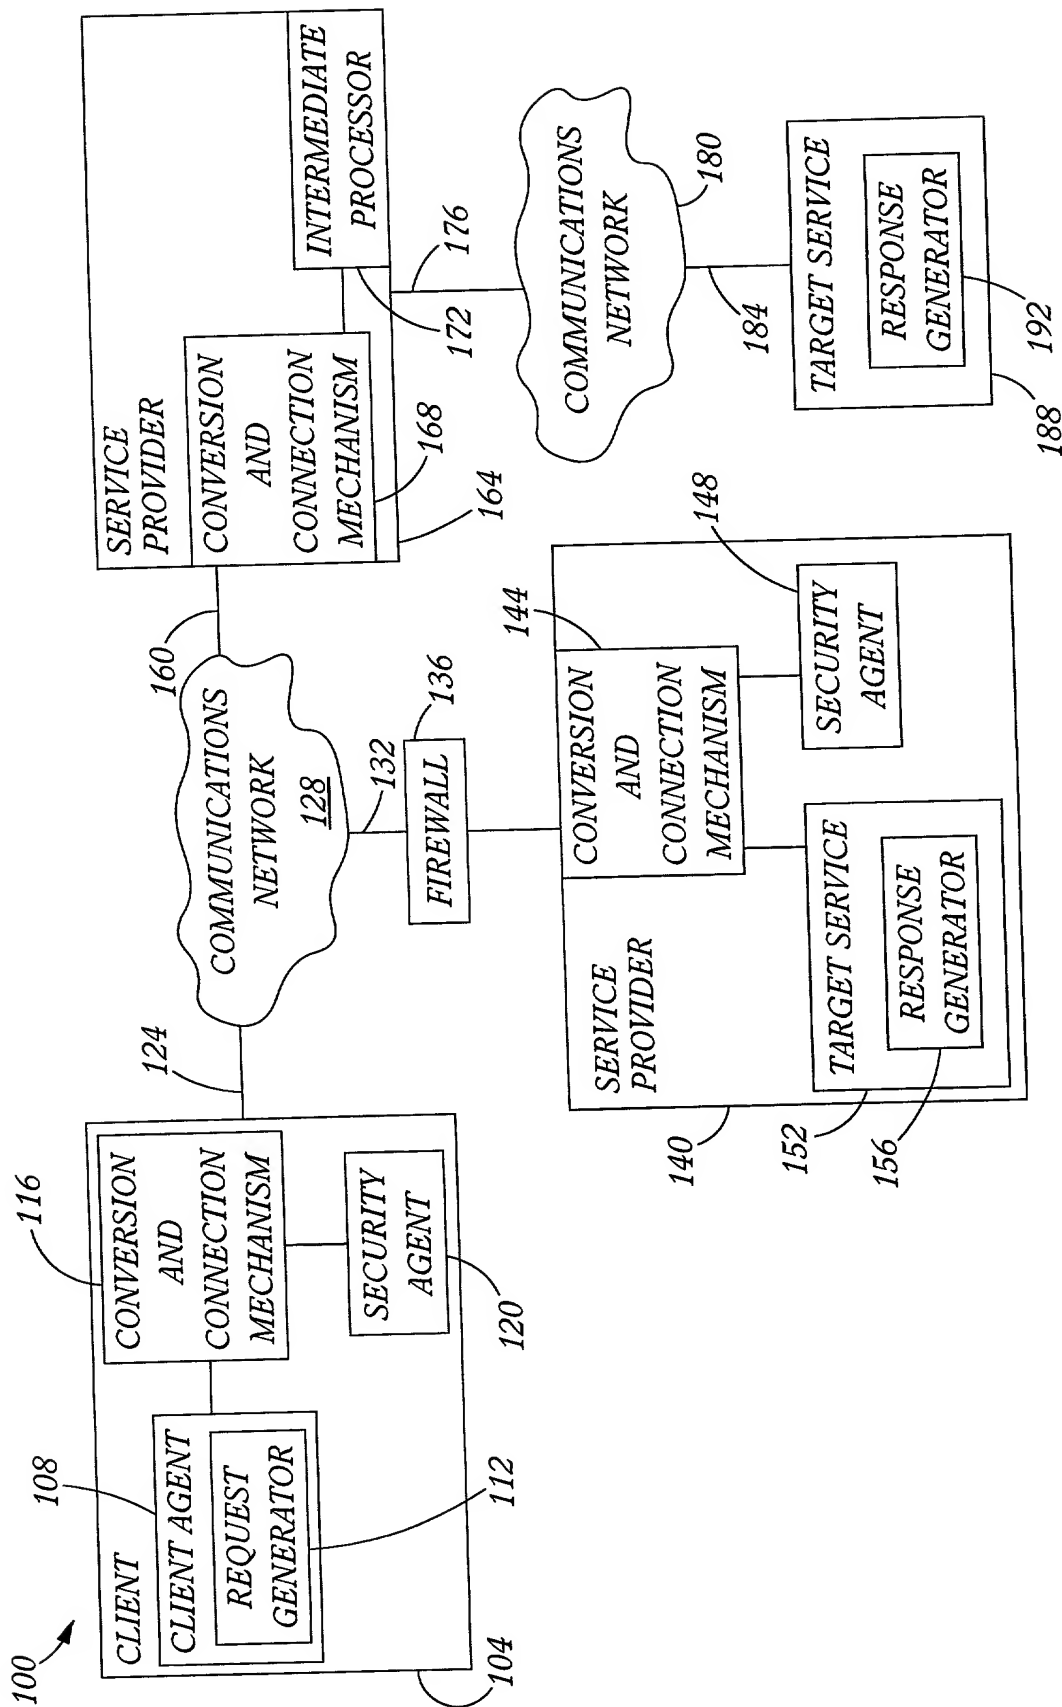 100
CLIENT
104
108
CLIENT AGENT
REQUEST
GENERATOR
112
116
CONVERSION
AND
CONNECTION
MECHANISM
SECURITY
AGENT
120
124
COMMUNICATIONS
NETWORK
128
132
FIREWALL
136
SERVICE
PROVIDER
140
CONVERSION
AND
CONNECTION
MECHANISM
144
SECURITY
AGENT
148
TARGET SERVICE
152
RESPONSE
GENERATOR
156
160
SERVICE
PROVIDER
CONVERSION
AND
CONNECTION
MECHANISM
168
164
INTERMEDIATE
PROCESSOR
172
176
COMMUNICATIONS
NETWORK
180
184
TARGET SERVICE
RESPONSE
GENERATOR
192
188